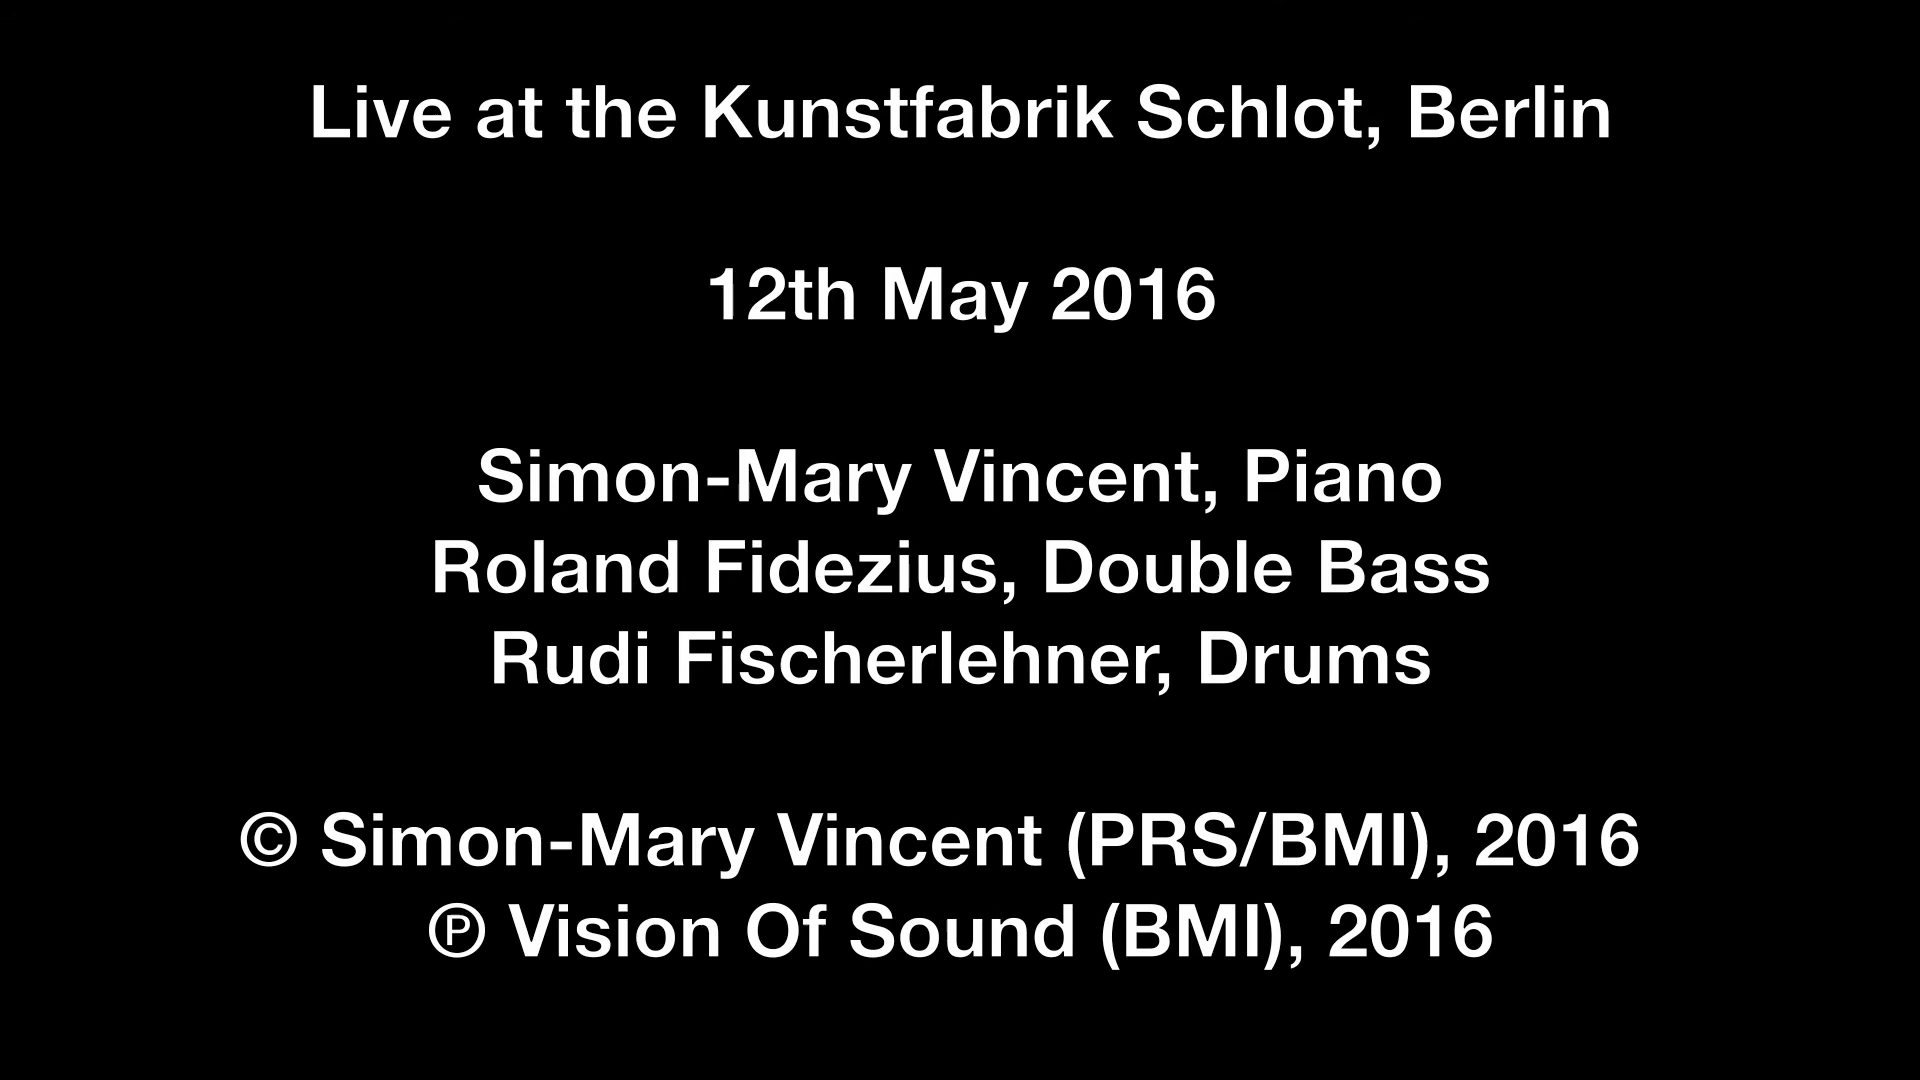 Live at the Kunstfabrik Schlot, Berlin
12th May 2016
Simon-Mary Vincent, Piano
Roland Fidezius, Double Bass
Rudi Fischerlehner, Drums
© Simon-Mary Vincent (PRS/BMI), 2016
℗ Vision Of Sound (BMI), 2016